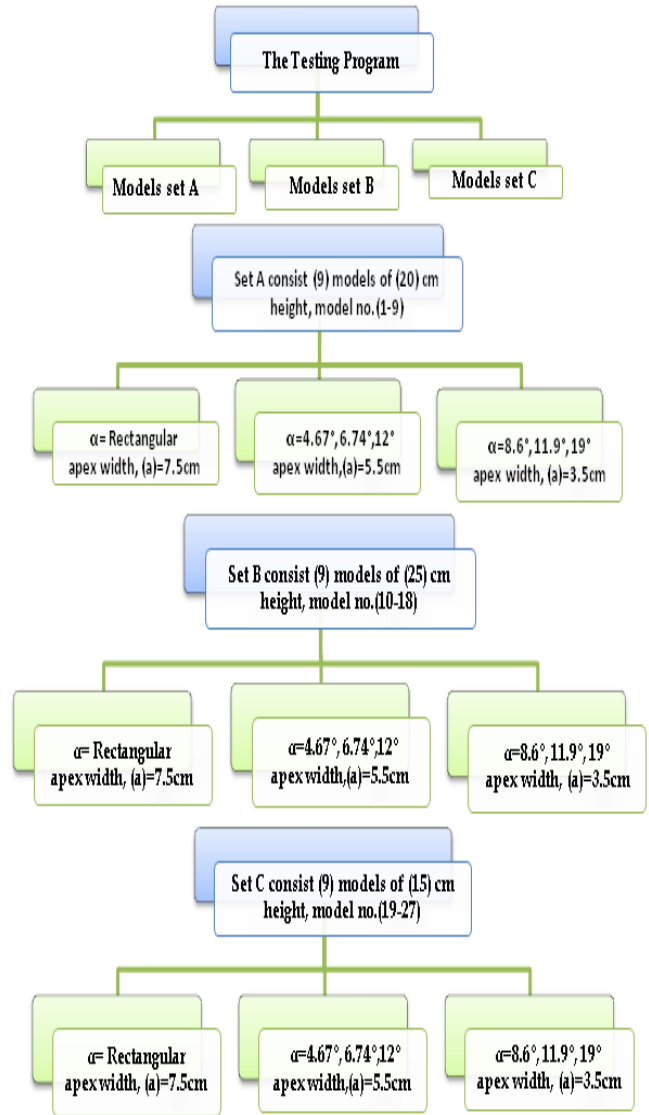 The Testing Program
Models set A
Models set B
Models set C
Set A consist (9) models of (20) cm
height, model no.(1-9)
α= Rectangular
apex width, (a)=7.5cm
α=4.67°,6.74°,12°
apex width,(a)=5.5cm
α=8.6°,11.9°,19°
apex width, (a)=3.5cm
Set B consist (9) models of (25) cm
height, model no.(10-18)
α= Rectangular
apex width, (a)=7.5cm
α=4.67°, 6.74°,12°
apex width,(a)=5.5cm
α=8.6°, 11.9°, 19°
apex width, (a)=3.5cm
Set C consist (9) models of (15) cm
height, model no.(19-27)
α= Rectangular
apex width, (a)=7.5cm
α=4.67°,6.74°,12°
apex width,(a)=5.5cm
α=8.6°, 11.9°, 19°
apex width, (a)=3.5cm